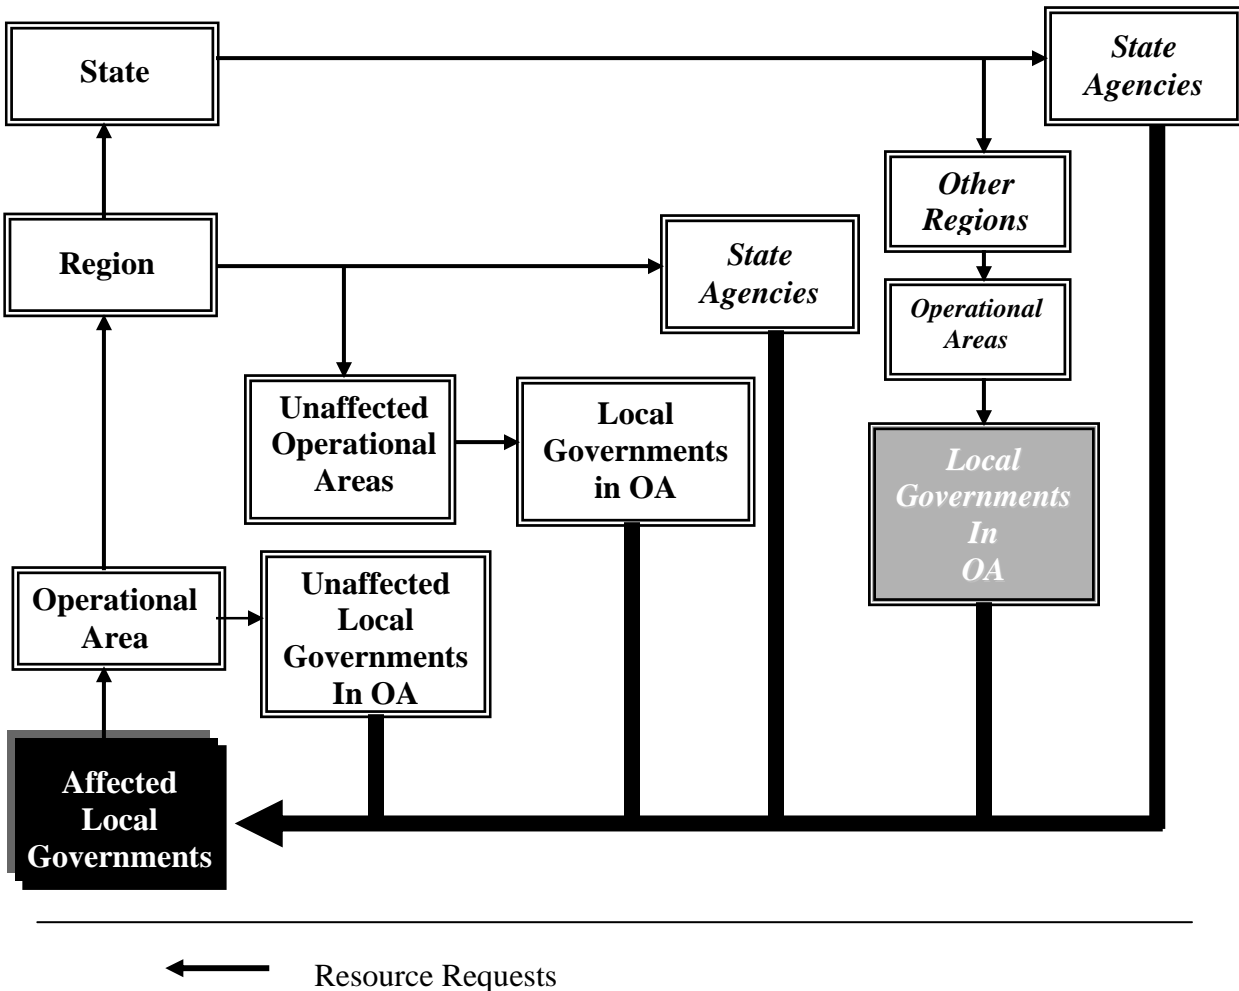 State
State
Agencies
Other
Regions
Region
State
Agencies
Operational
Areas
Unaffected
Operational
Areas
Local
Governments
in OA
Local
Governments
In
OA
Operational
Area
Unaffected
Local
Governments
In OA
Affected
Local
Governments
Resource Requests